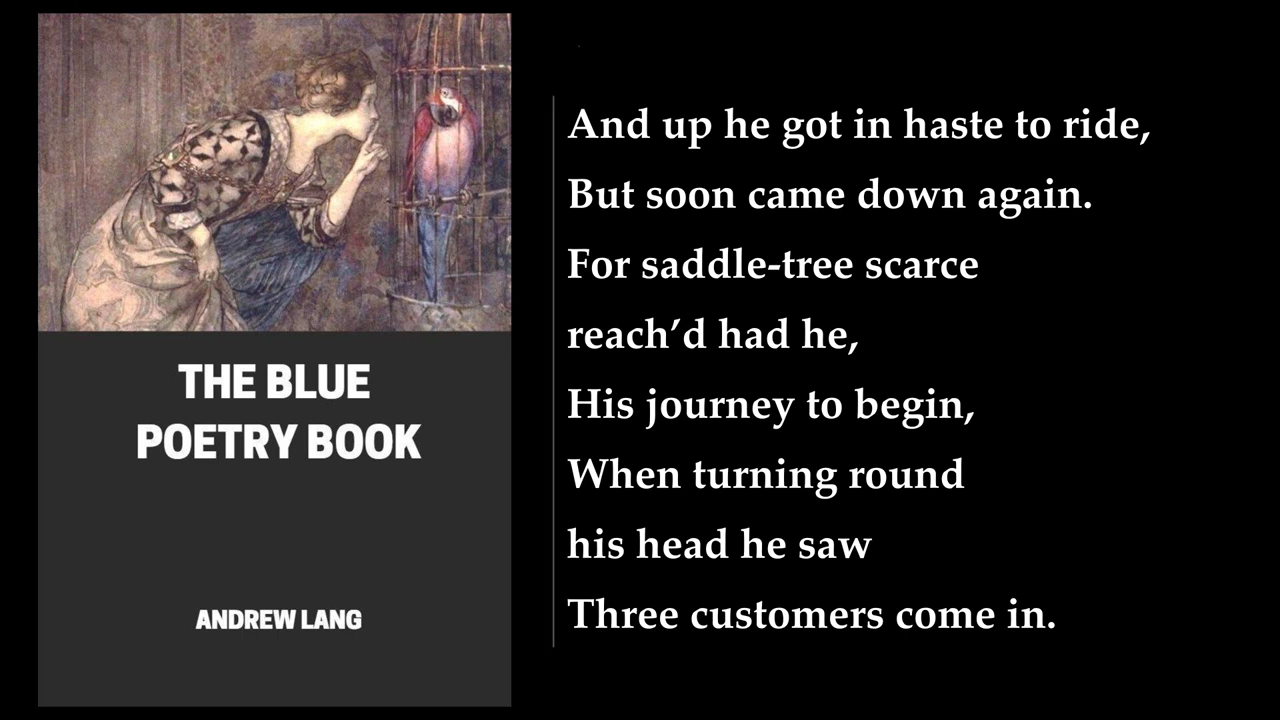 THE BLUE
POETRY BOOK
ANDREW LANG
And up he got in haste to ride,
But soon came down again.
For saddle-tree scarce
reach’d had he,
His journey to begin,
When turning round
his head he saw
Three customers come in.